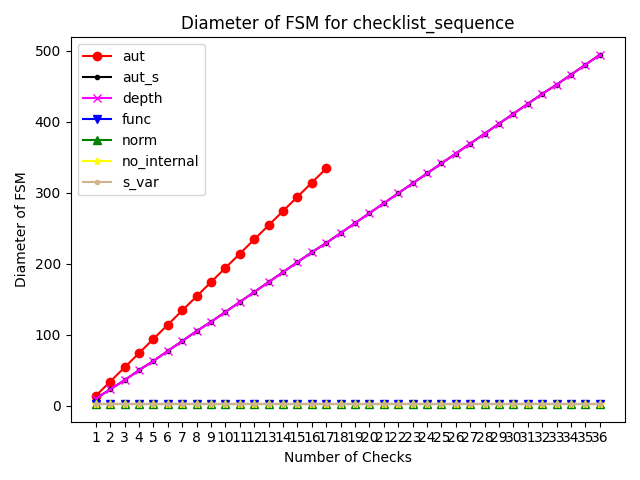 Diameter of FSM for checklist_sequence
aut
aut_s
depth
func
norm
no_internal
s_var
Diameter of FSM
500
400
300
200
100
0
1 2 3 4 5 6 7 8 9 10 11 12 13 14 15 16 17 18 19 20 21 22 23 24 25 26 27 28 29 30 31 32 33 34 35 36
Number of Checks